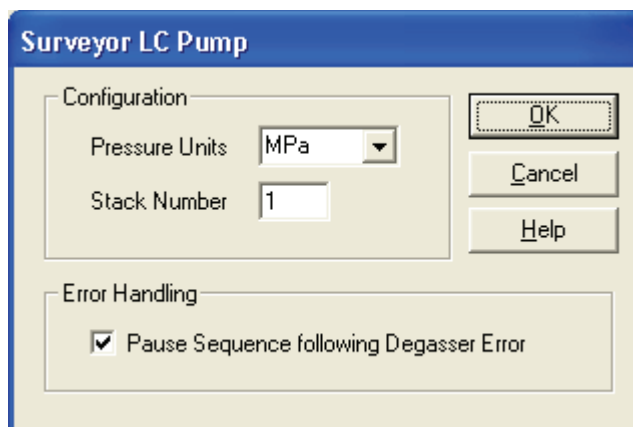 Surveyor LC Pump
Configuration
Pressure Units MPa
Stack Number 1
OK
Cancel
Help
Error Handling
Pause Sequence following Degasser Error